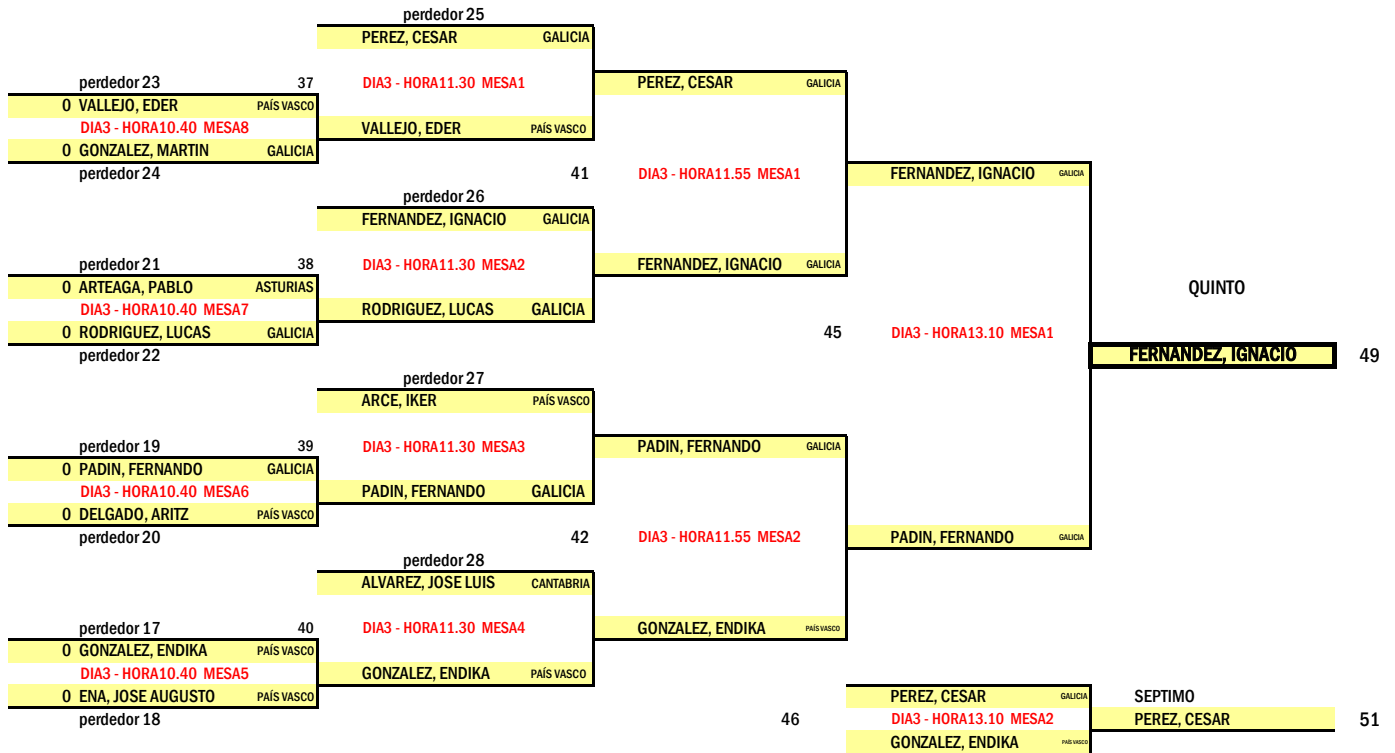 perdedor 25
PEREZ, CESAR GALICIA
perdedor 23 37 DIA3 - HORA11.30 MESA1 PEREZ, CESAR GALICIA
0 VALLEJO, EDER PAÍS VASCO
DIA3 - HORA10.40 MESA8 VALLEJO, EDER PAÍS VASCO
0 GONZALEZ, MARTIN GALICIA
perdedor 24 41 DIA3 - HORA11.55 MESA1 FERNANDEZ, IGNACIO GALICIA
perdedor 26
FERNANDEZ, IGNACIO GALICIA
perdedor 21 38 DIA3 - HORA11.30 MESA2 FERNANDEZ, IGNACIO GALICIA
0 ARTEAGA, PABLO ASTURIAS QUINTO
DIA3 - HORA10.40 MESA7 RODRIGUEZ, LUCAS GALICIA
0 RODRIGUEZ, LUCAS GALICIA 45 DIA3 - HORA13.10 MESA1
perdedor 22 FERNANDEZ, IGNACIO 49
perdedor 27
ARCE, IKER PAÍS VASCO
perdedor 19 39 DIA3 - HORA11.30 MESA3 PADIN, FERNANDO GALICIA
0 PADIN, FERNANDO GALICIA
DIA3 - HORA10.40 MESA6 PADIN, FERNANDO GALICIA
0 DELGADO, ARITZ PAÍS VASCO
perdedor 20 42 DIA3 - HORA11.55 MESA2 PADIN, FERNANDO GALICIA
perdedor 28
ALVAREZ, JOSE LUIS CANTABRIA
perdedor 17 40 DIA3 - HORA11.30 MESA4 GONZALEZ, ENDIKA PAÍS VASCO
0 GONZALEZ, ENDIKA PAÍS VASCO
DIA3 - HORA10.40 MESA5 GONZALEZ, ENDIKA PAÍS VASCO
0 ENA, JOSE AUGUSTO PAÍS VASCO PEREZ, CESAR GALICIA SEPTIMO
perdedor 18 46 DIA3 - HORA13.10 MESA2 PEREZ, CESAR 51
GONZALEZ, ENDIKA PAÍS VASCO